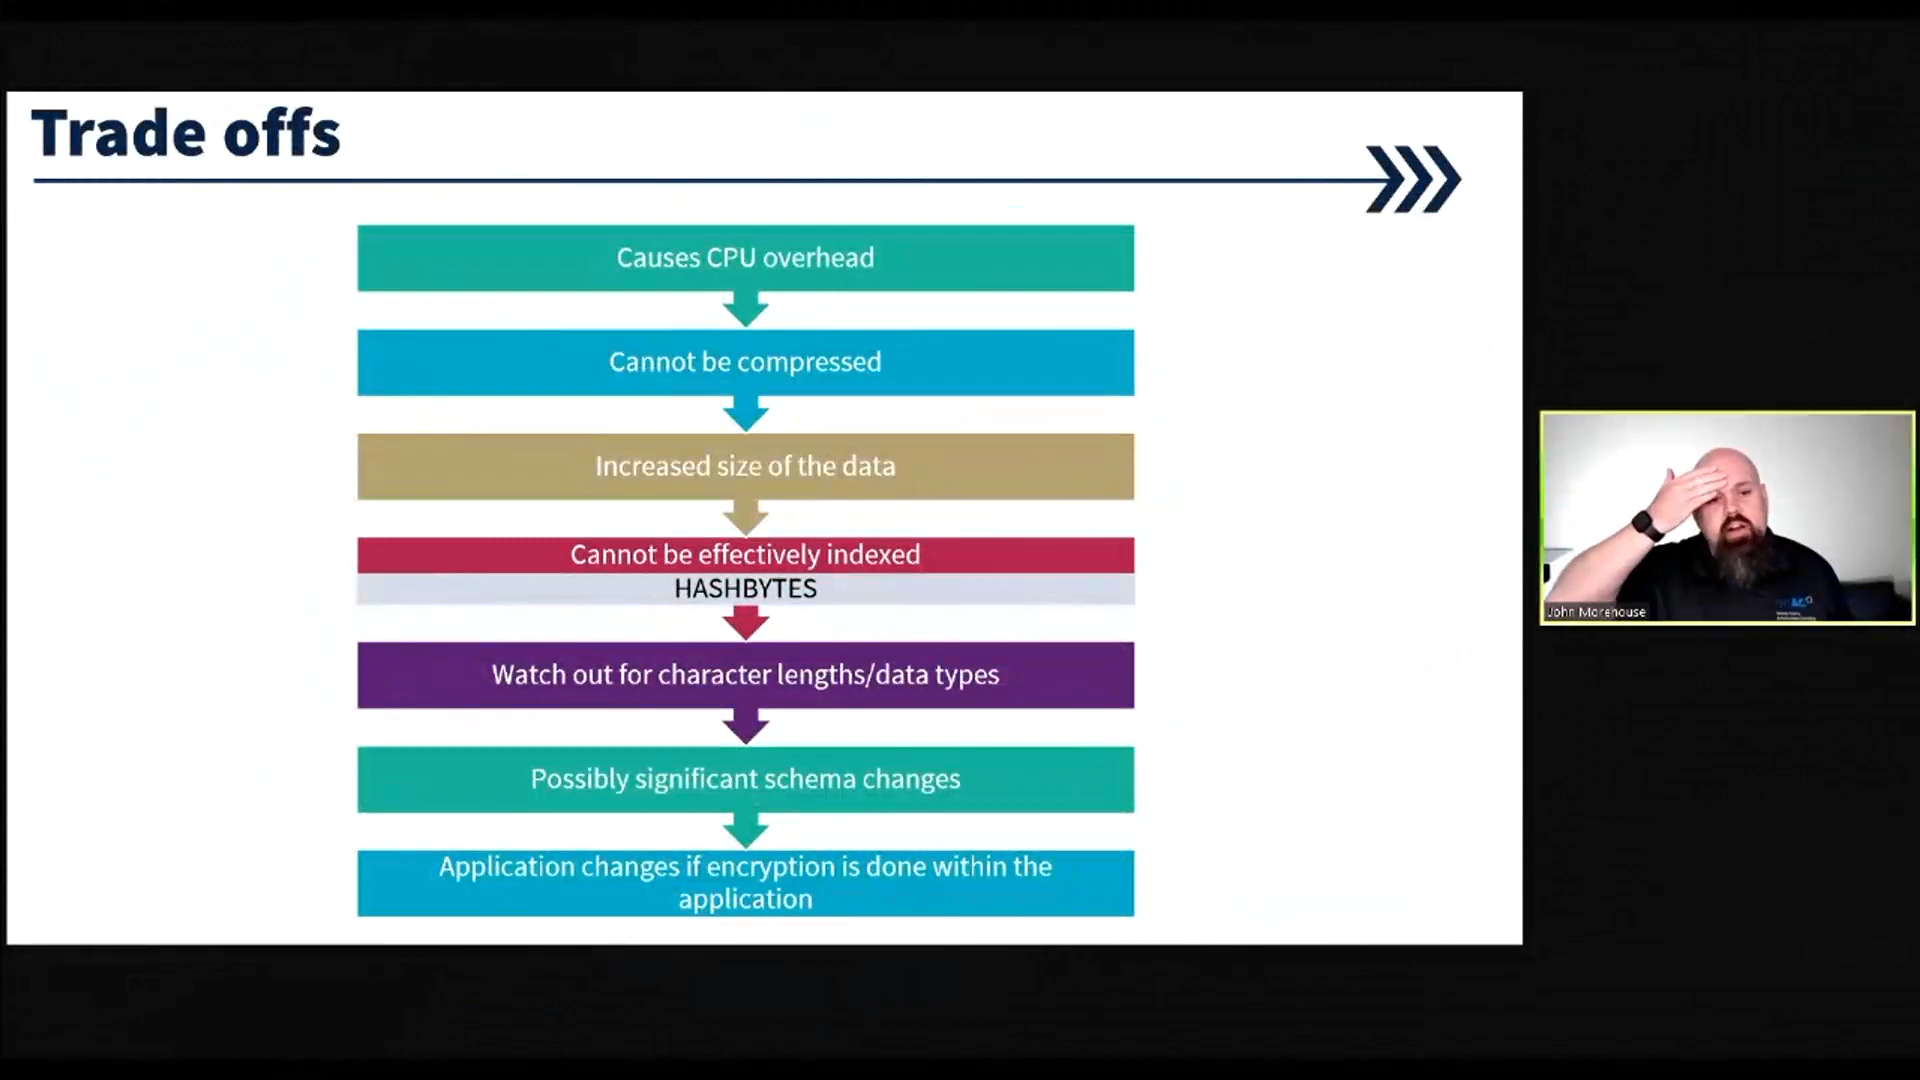 Trade offs
Causes CPU overhead
Cannot be compressed
Increased size of the data
Cannot be effectively indexed
HASHBYTES
Watch out for character lengths/data types
Possibly significant schema changes
Application changes if encryption is done within the
application
John Morehouse